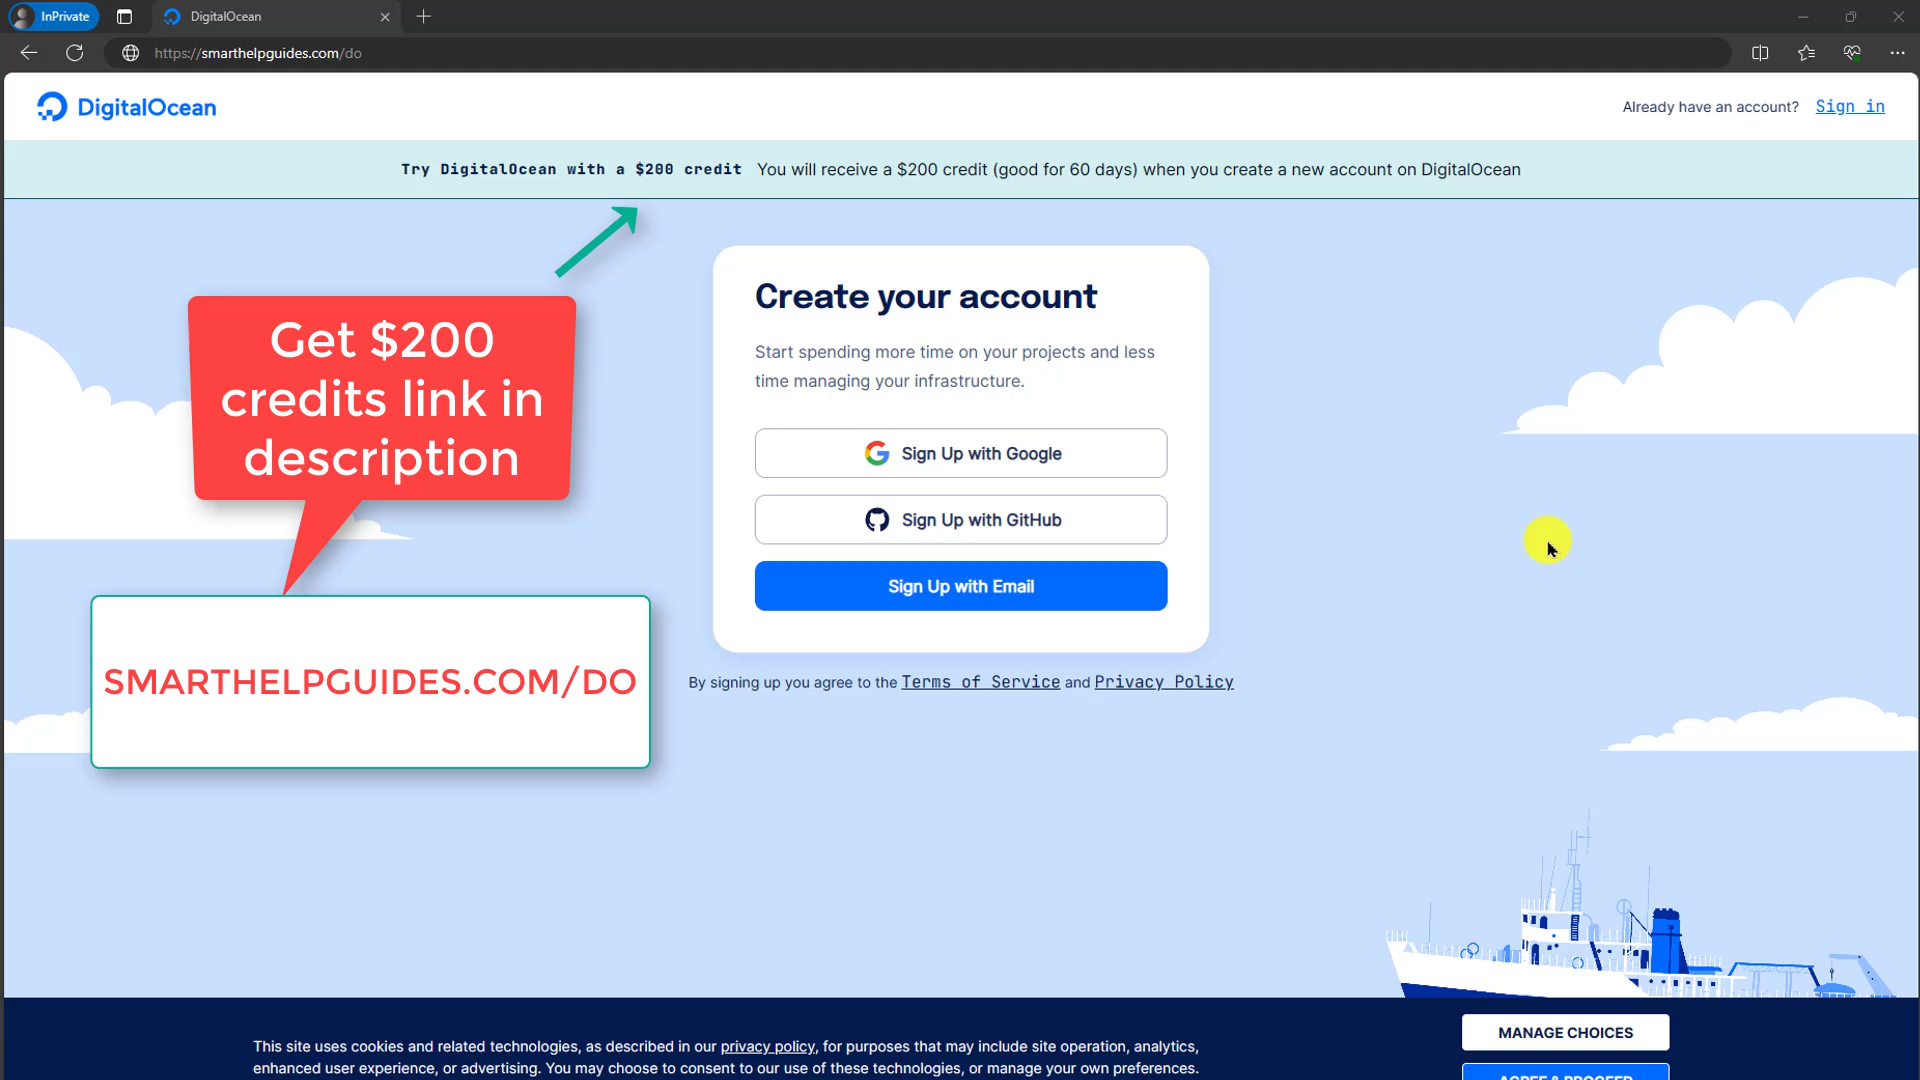 InPrivate
DigitalOcean
https://smarthelpguides.com/do
DigitalOcean
Already have an account? Sign in
Try DigitalOcean with a $200 credit You will receive a $200 credit (good for 60 days) when you create a new account on DigitalOcean
Get $200
credits link in
description
SMARTHELPGUIDES.COM/DO
Create your account
Start spending more time on your projects and less
time managing your infrastructure.
Sign Up with Google
Sign Up with GitHub
Sign Up with Email
By signing up you agree to the Terms of Service and Privacy Policy
This site uses cookies and related technologies, as described in our privacy policy, for purposes that may include site operation, analytics,
enhanced user experience, or advertising. You may choose to consent to our use of these technologies, or manage your own preferences.
MANAGE CHOICES
AGREE & PROCEED